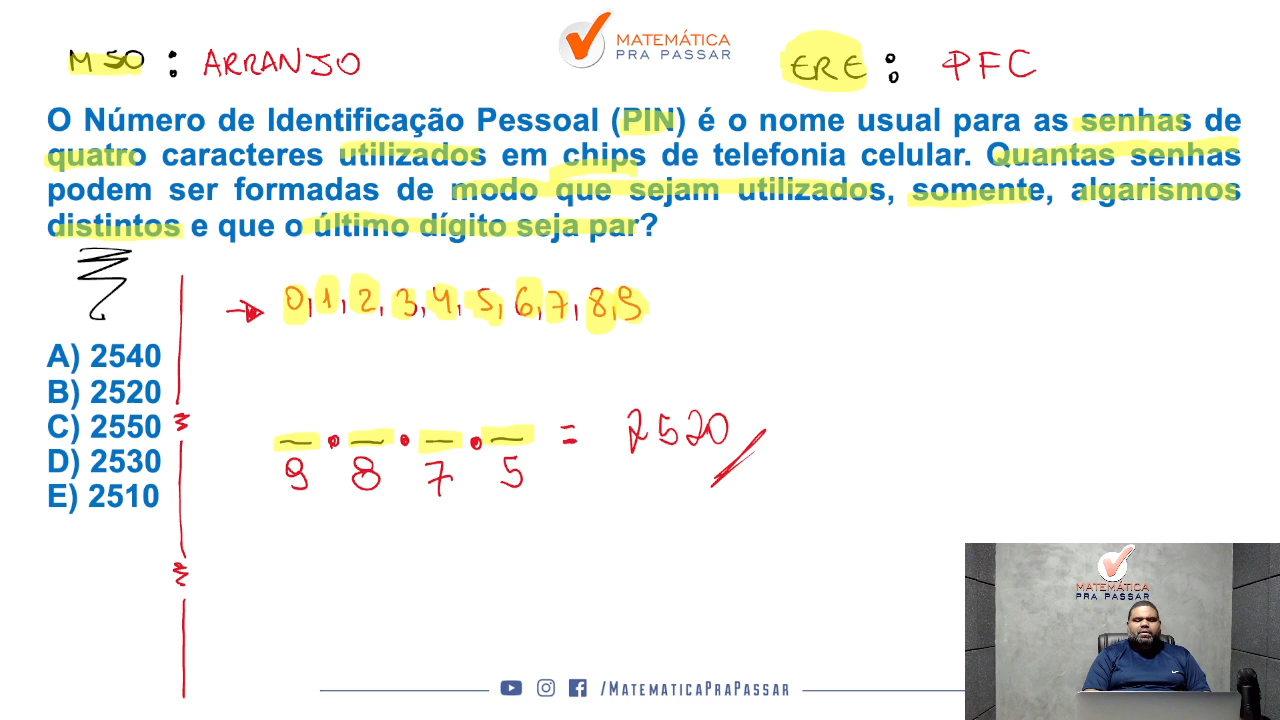 MATEMÁTICA
PRA PASSAR
M50 : ARRANJO
ERE : PFC
O Número de Identificação Pessoal (PIN) é o nome usual para as senhas de
quatro caracteres utilizados em chips de telefonia celular. Quantas senhas
podem ser formadas de modo que sejam utilizados, somente, algarismos
distintos e que o último dígito seja par?
0, 1, 2, 3, 4, 5, 6, 7, 8, 9
A) 2540
B) 2520
C) 2550
D) 2530
E) 2510
_ . _ . _ . _ = 2520
9 8 7 5
MATEMÁTICA
PRA PASSAR
/MATEMATICAPRAPASSAR